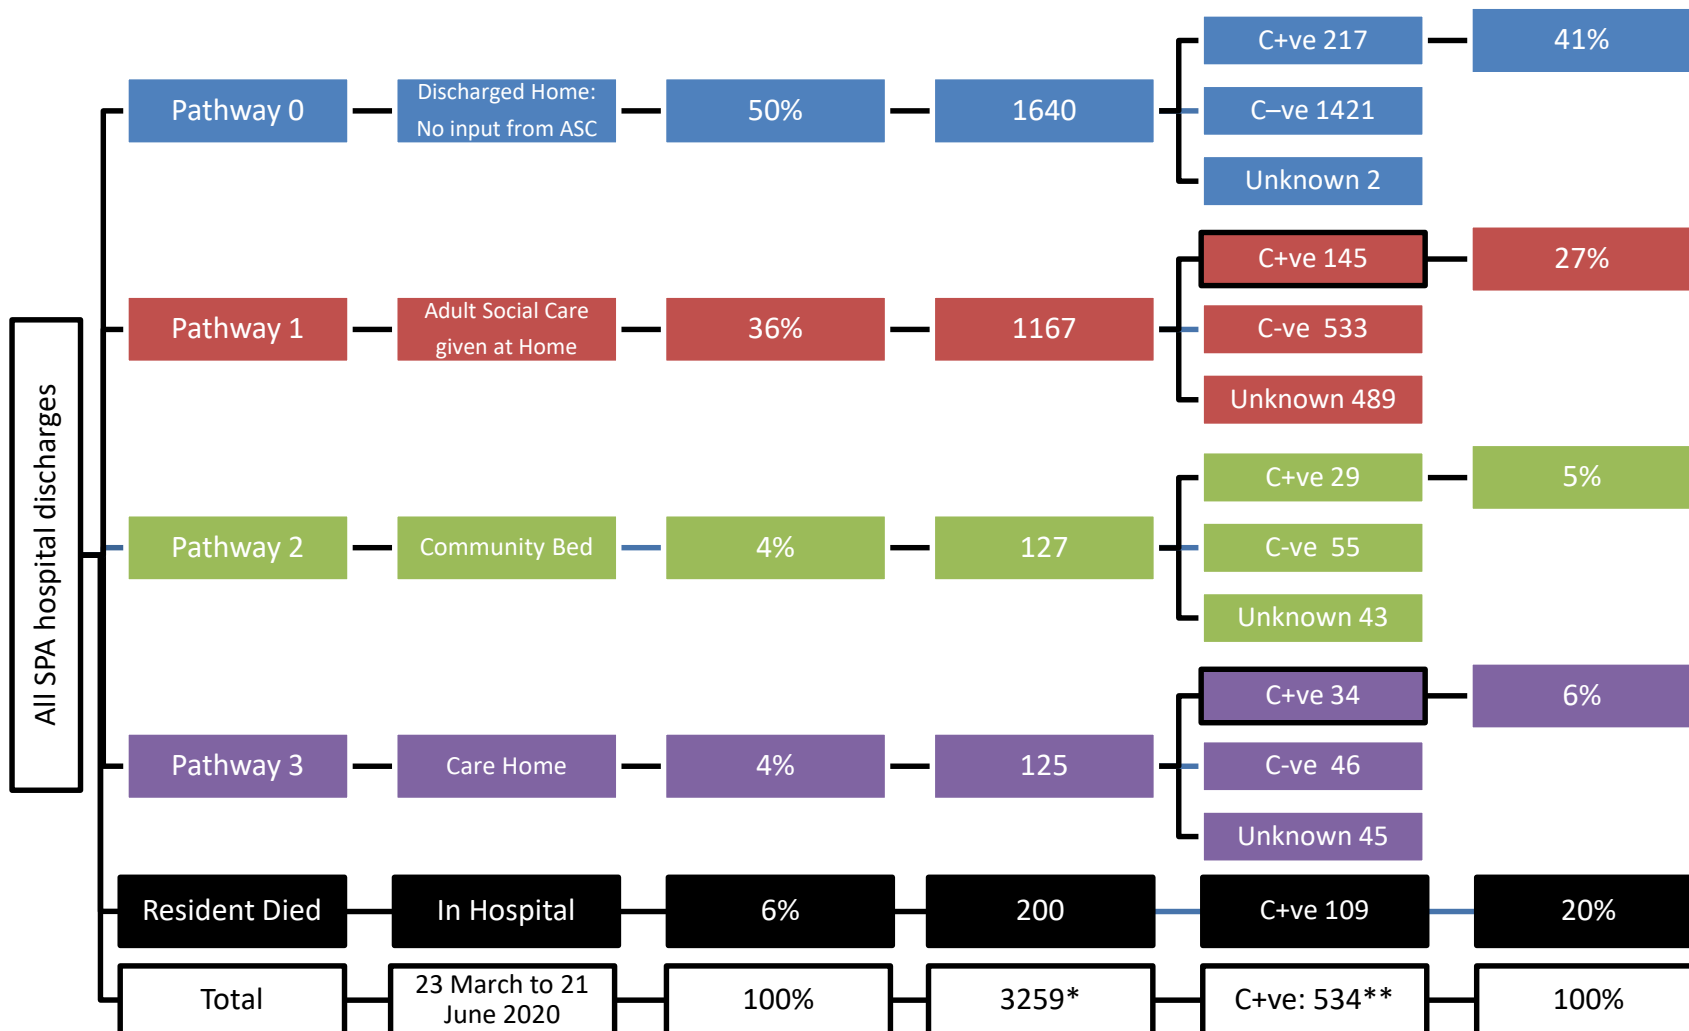 All SPA hospital discharges
Pathway 0
Discharged Home:
No input from ASC
50%
1640
C+ve 217
41%
C–ve 1421
Unknown 2
Pathway 1
Adult Social Care
given at Home
36%
1167
C+ve 145
27%
C-ve 533
Unknown 489
Pathway 2
Community Bed
4%
127
C+ve 29
5%
C-ve 55
Unknown 43
Pathway 3
Care Home
4%
125
C+ve 34
6%
C-ve 46
Unknown 45
Resident Died
In Hospital
6%
200
C+ve 109
20%
Total
23 March to 21
June 2020
100%
3259*
C+ve: 534**
100%